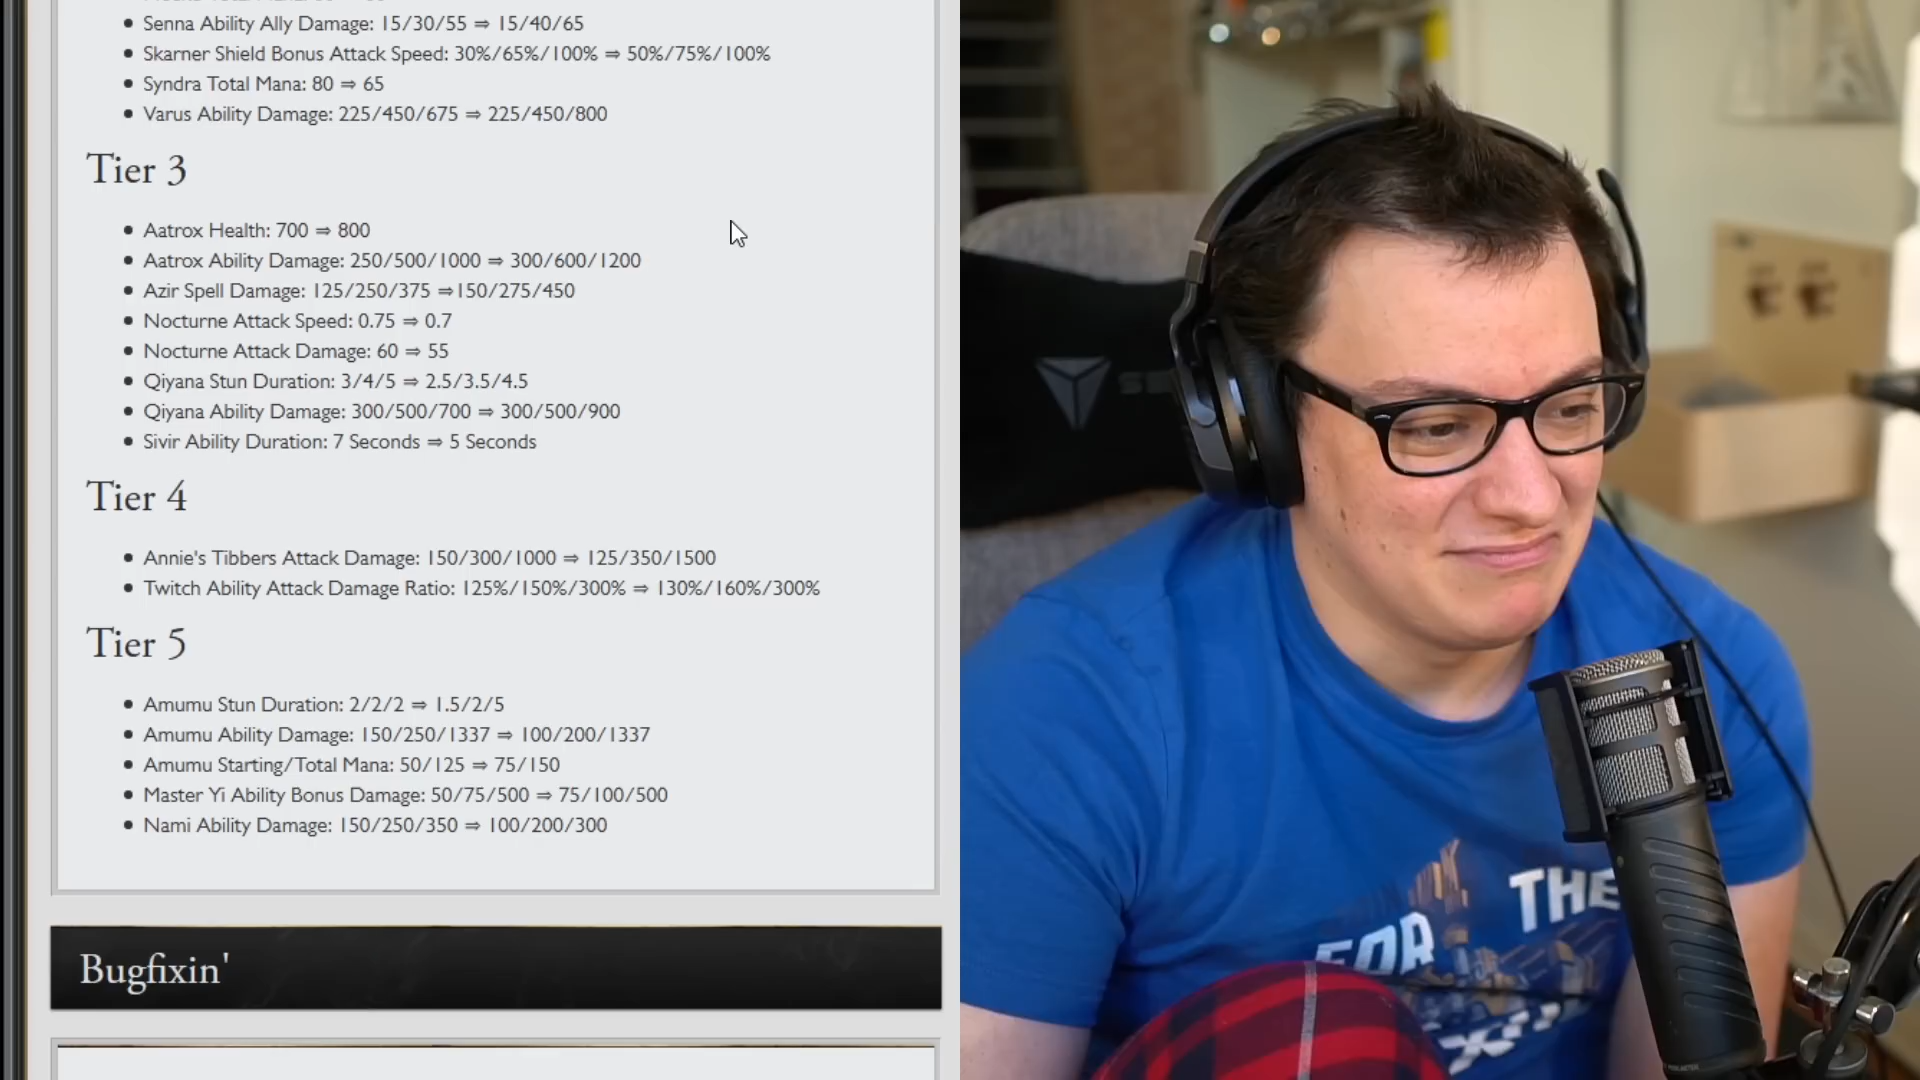 Senna Ability Ally Damage: 15/30/55 ⇒ 15/40/65
Skarner Shield Bonus Attack Speed: 30%/65%/100% ⇒ 50%/75%/100%
Syndra Total Mana: 80 ⇒ 65
Varus Ability Damage: 225/450/675 ⇒ 225/450/800
Tier 3
Aatrox Health: 700 ⇒ 800
Aatrox Ability Damage: 250/500/1000 ⇒ 300/600/1200
Azir Spell Damage: 125/250/375 ⇒150/275/450
Nocturne Attack Speed: 0.75 ⇒ 0.7
Nocturne Attack Damage: 60 ⇒ 55
Qiyana Stun Duration: 3/4/5 ⇒ 2.5/3.5/4.5
Qiyana Ability Damage: 300/500/700 ⇒ 300/500/900
Sivir Ability Duration: 7 Seconds ⇒ 5 Seconds
Tier 4
Annie's Tibbers Attack Damage: 150/300/1000 ⇒ 125/350/1500
Twitch Ability Attack Damage Ratio: 125%/150%/300% ⇒ 130%/160%/300%
Tier 5
Amumu Stun Duration: 2/2/2 ⇒ 1.5/2/5
Amumu Ability Damage: 150/250/1337 ⇒ 100/200/1337
Amumu Starting/Total Mana: 50/125 ⇒ 75/150
Master Yi Ability Bonus Damage: 50/75/500 ⇒ 75/100/500
Nami Ability Damage: 150/250/350 ⇒ 100/200/300
Bugfixin'
FOR THE